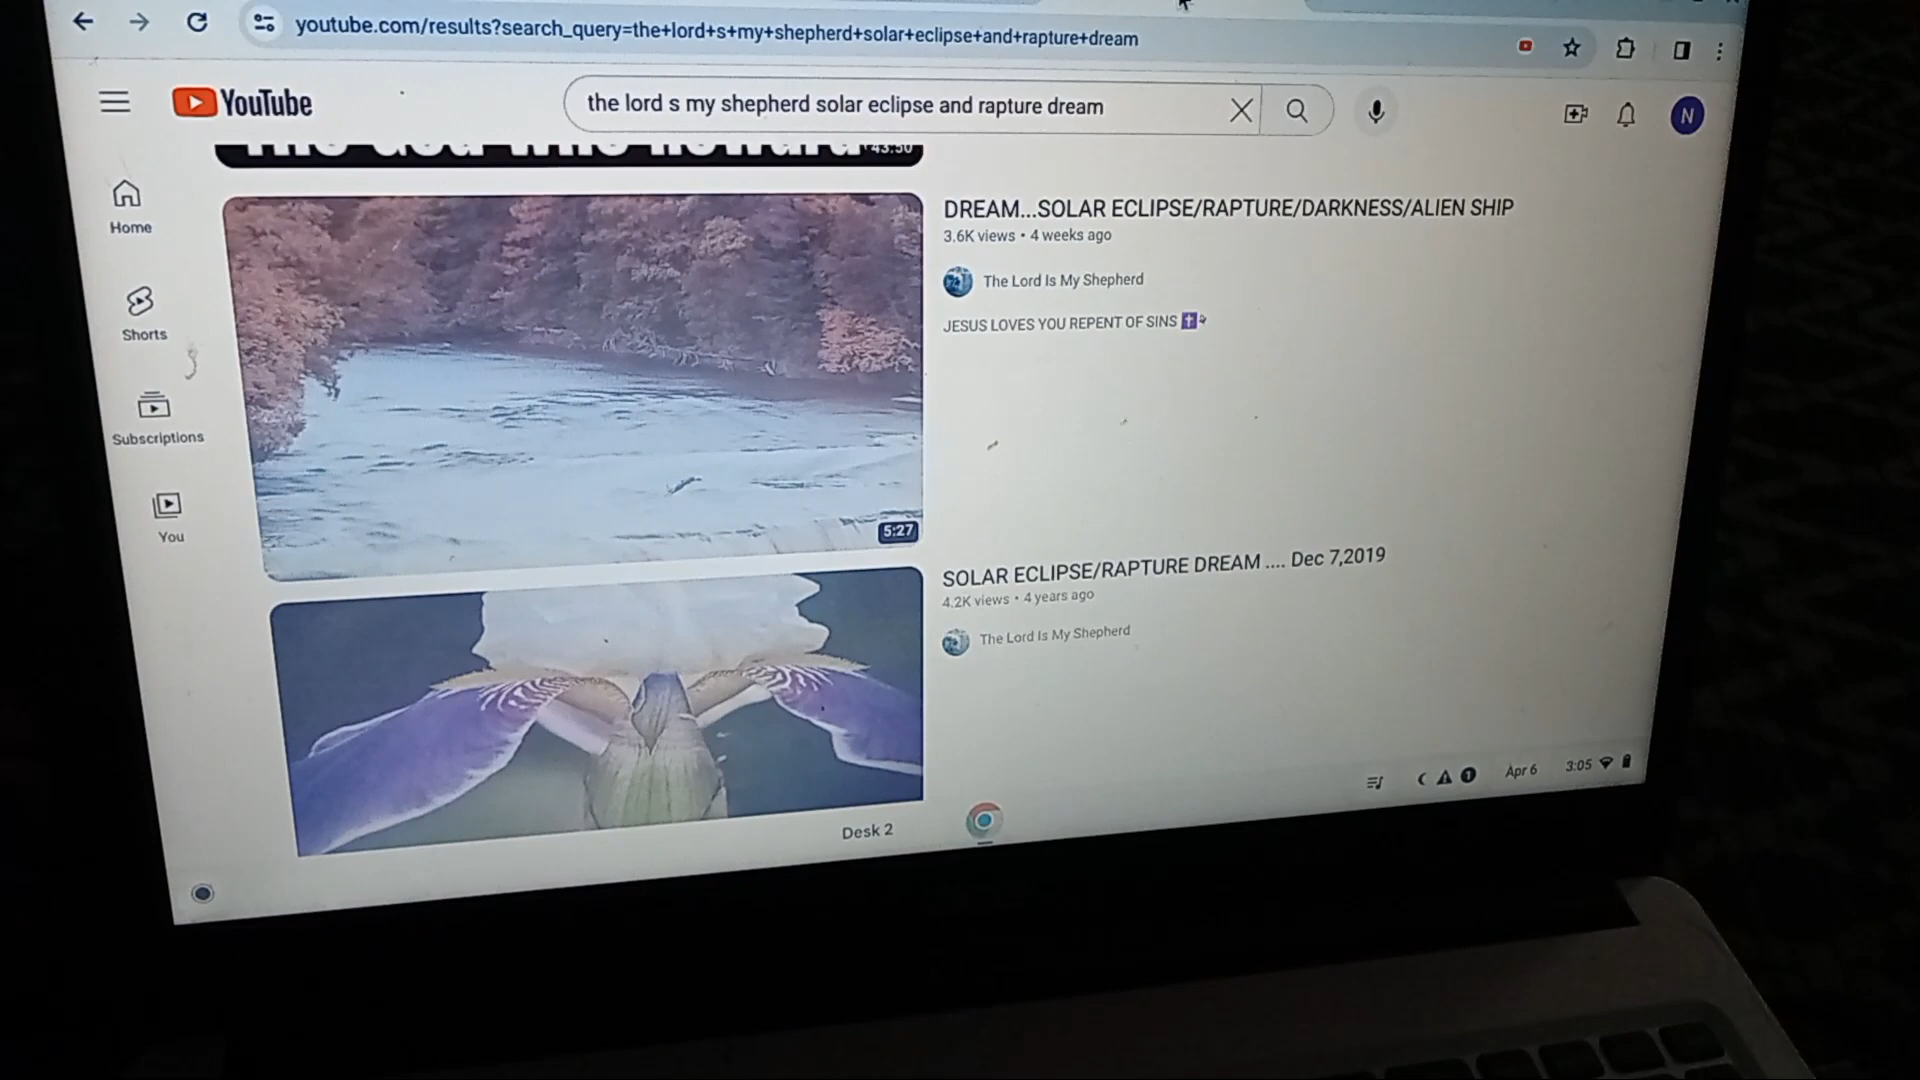 youtube.com/results?search_query=the+lord+s+my+shepherd+solar+eclipse+and+rapture+dream
YouTube
the lord s my shepherd solar eclipse and rapture dream
N
43:50
Home
Shorts
Subscriptions
You
DREAM...SOLAR ECLIPSE/RAPTURE/DARKNESS/ALIEN SHIP
3.6K views • 4 weeks ago
The Lord Is My Shepherd
JESUS LOVES YOU REPENT OF SINS
5:27
SOLAR ECLIPSE/RAPTURE DREAM .... Dec 7,2019
4.2K views • 4 years ago
The Lord Is My Shepherd
Desk 2
1
Apr 6
3:05